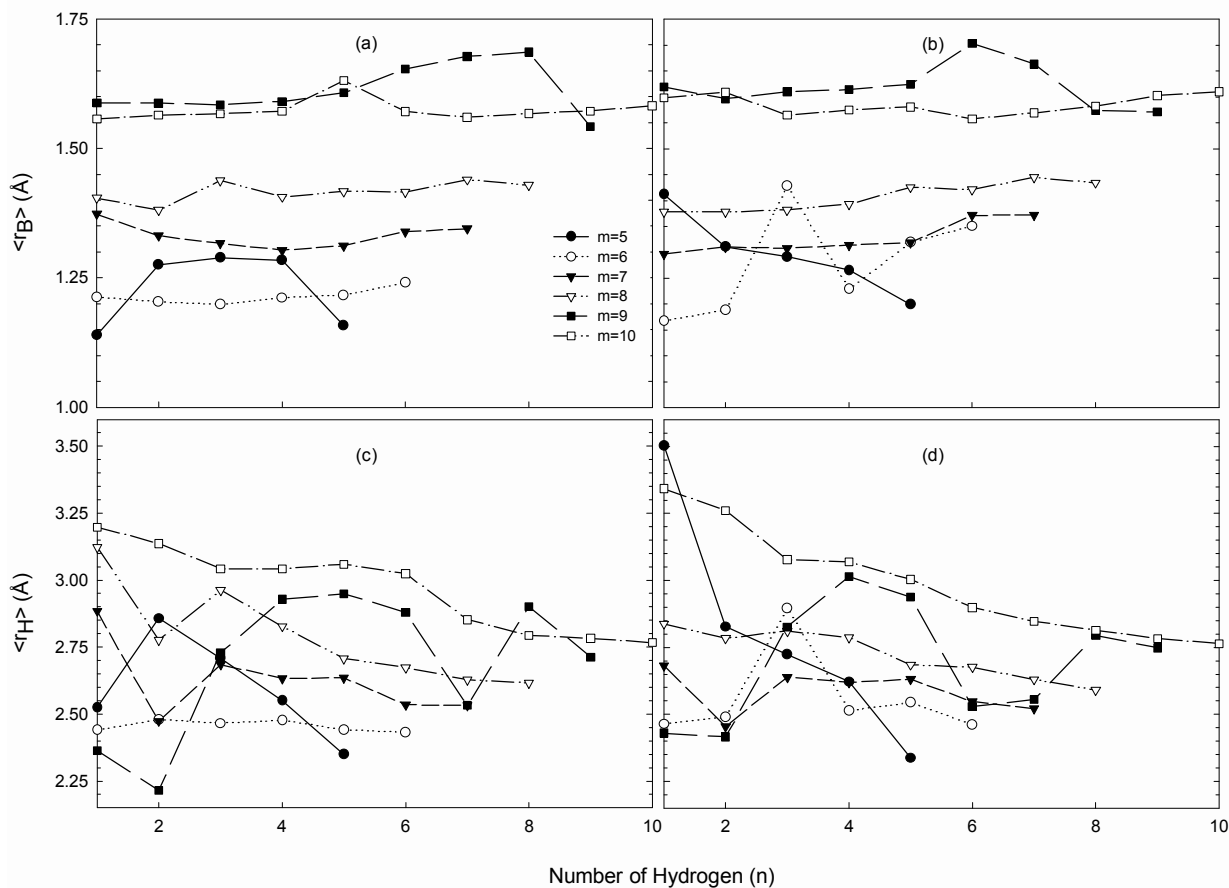 1.75
1.50
1.25
1.00
<rB> (Å)
(a)
(b)
m=5
m=6
m=7
m=8
m=9
m=10
3.50
3.25
3.00
2.75
2.50
2.25
<rH> (Å)
(c)
(d)
2 4 6 8 10 2 4 6 8 10
Number of Hydrogen (n)